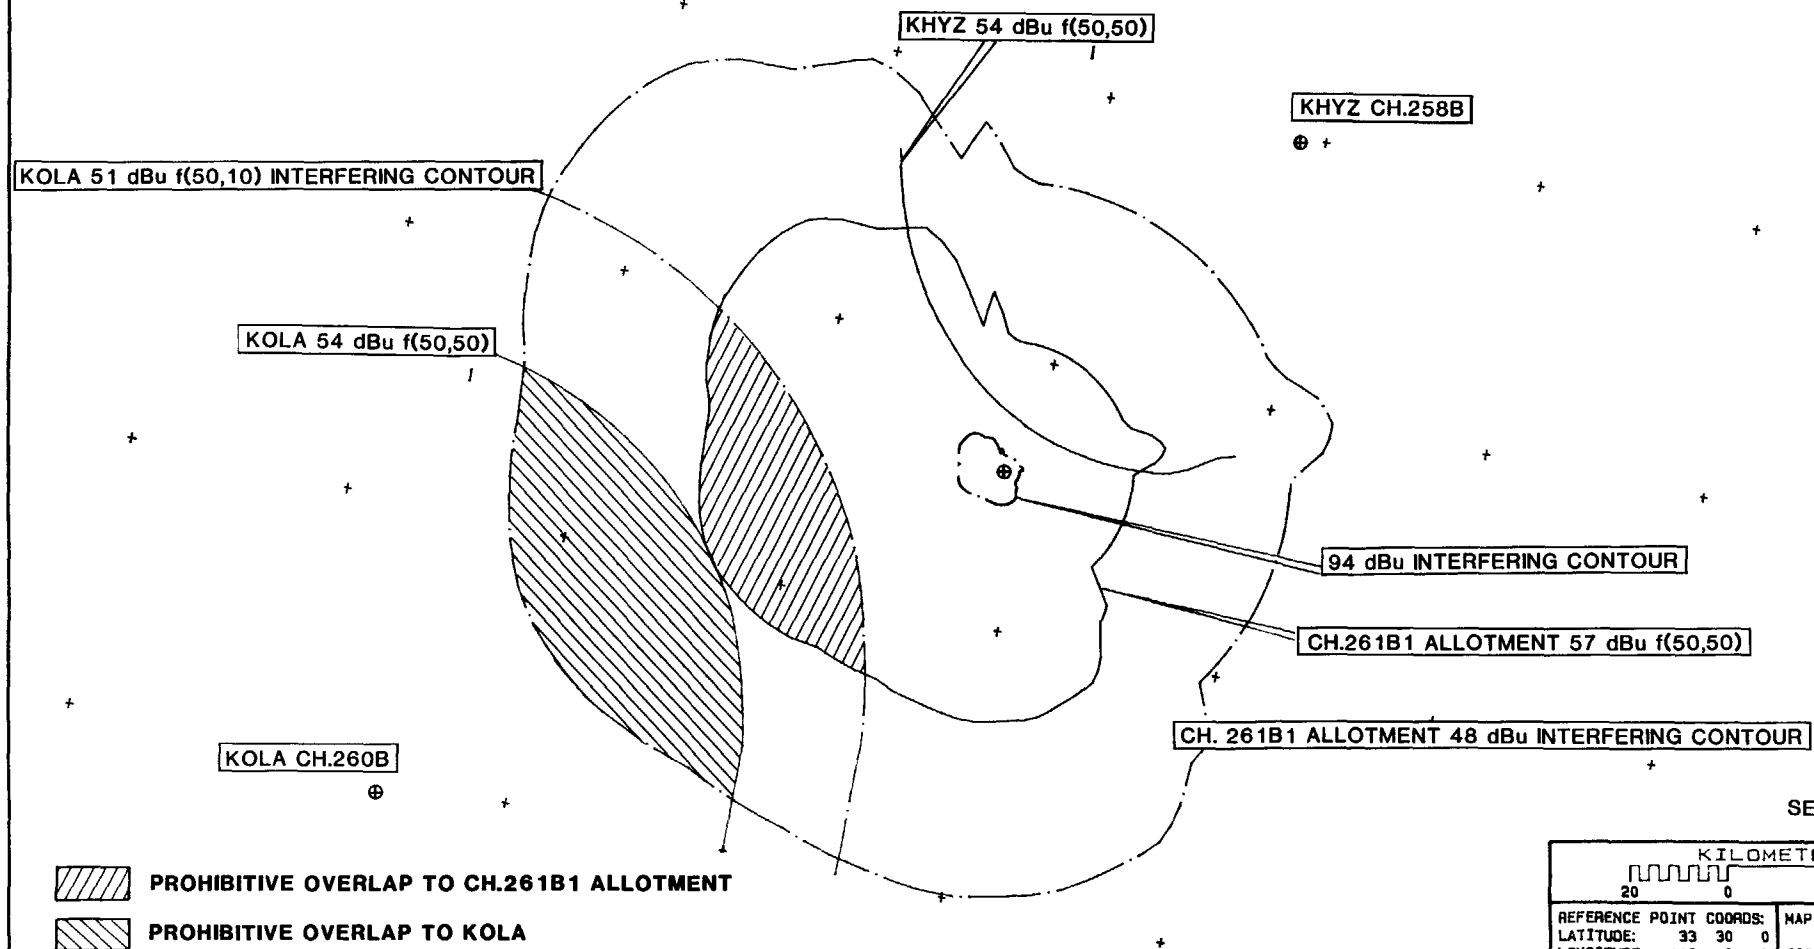 KHYZ 54 dBu f(50,50)
KHYZ CH.258B
KOLA 51 dBu f(50,10) INTERFERING CONTOUR
KOLA 54 dBu f(50,50)
94 dBu INTERFERING CONTOUR
CH.261B1 ALLOTMENT 57 dBu f(50,50)
CH. 261B1 ALLOTMENT 48 dBu INTERFERING CONTOUR
KOLA CH.260B
SE
KILOMET
20 0
PROHIBITIVE OVERLAP TO CH.261B1 ALLOTMENT
PROHIBITIVE OVERLAP TO KOLA
REFERENCE POINT COORDS: MAP
LATITUDE: 33 30 0